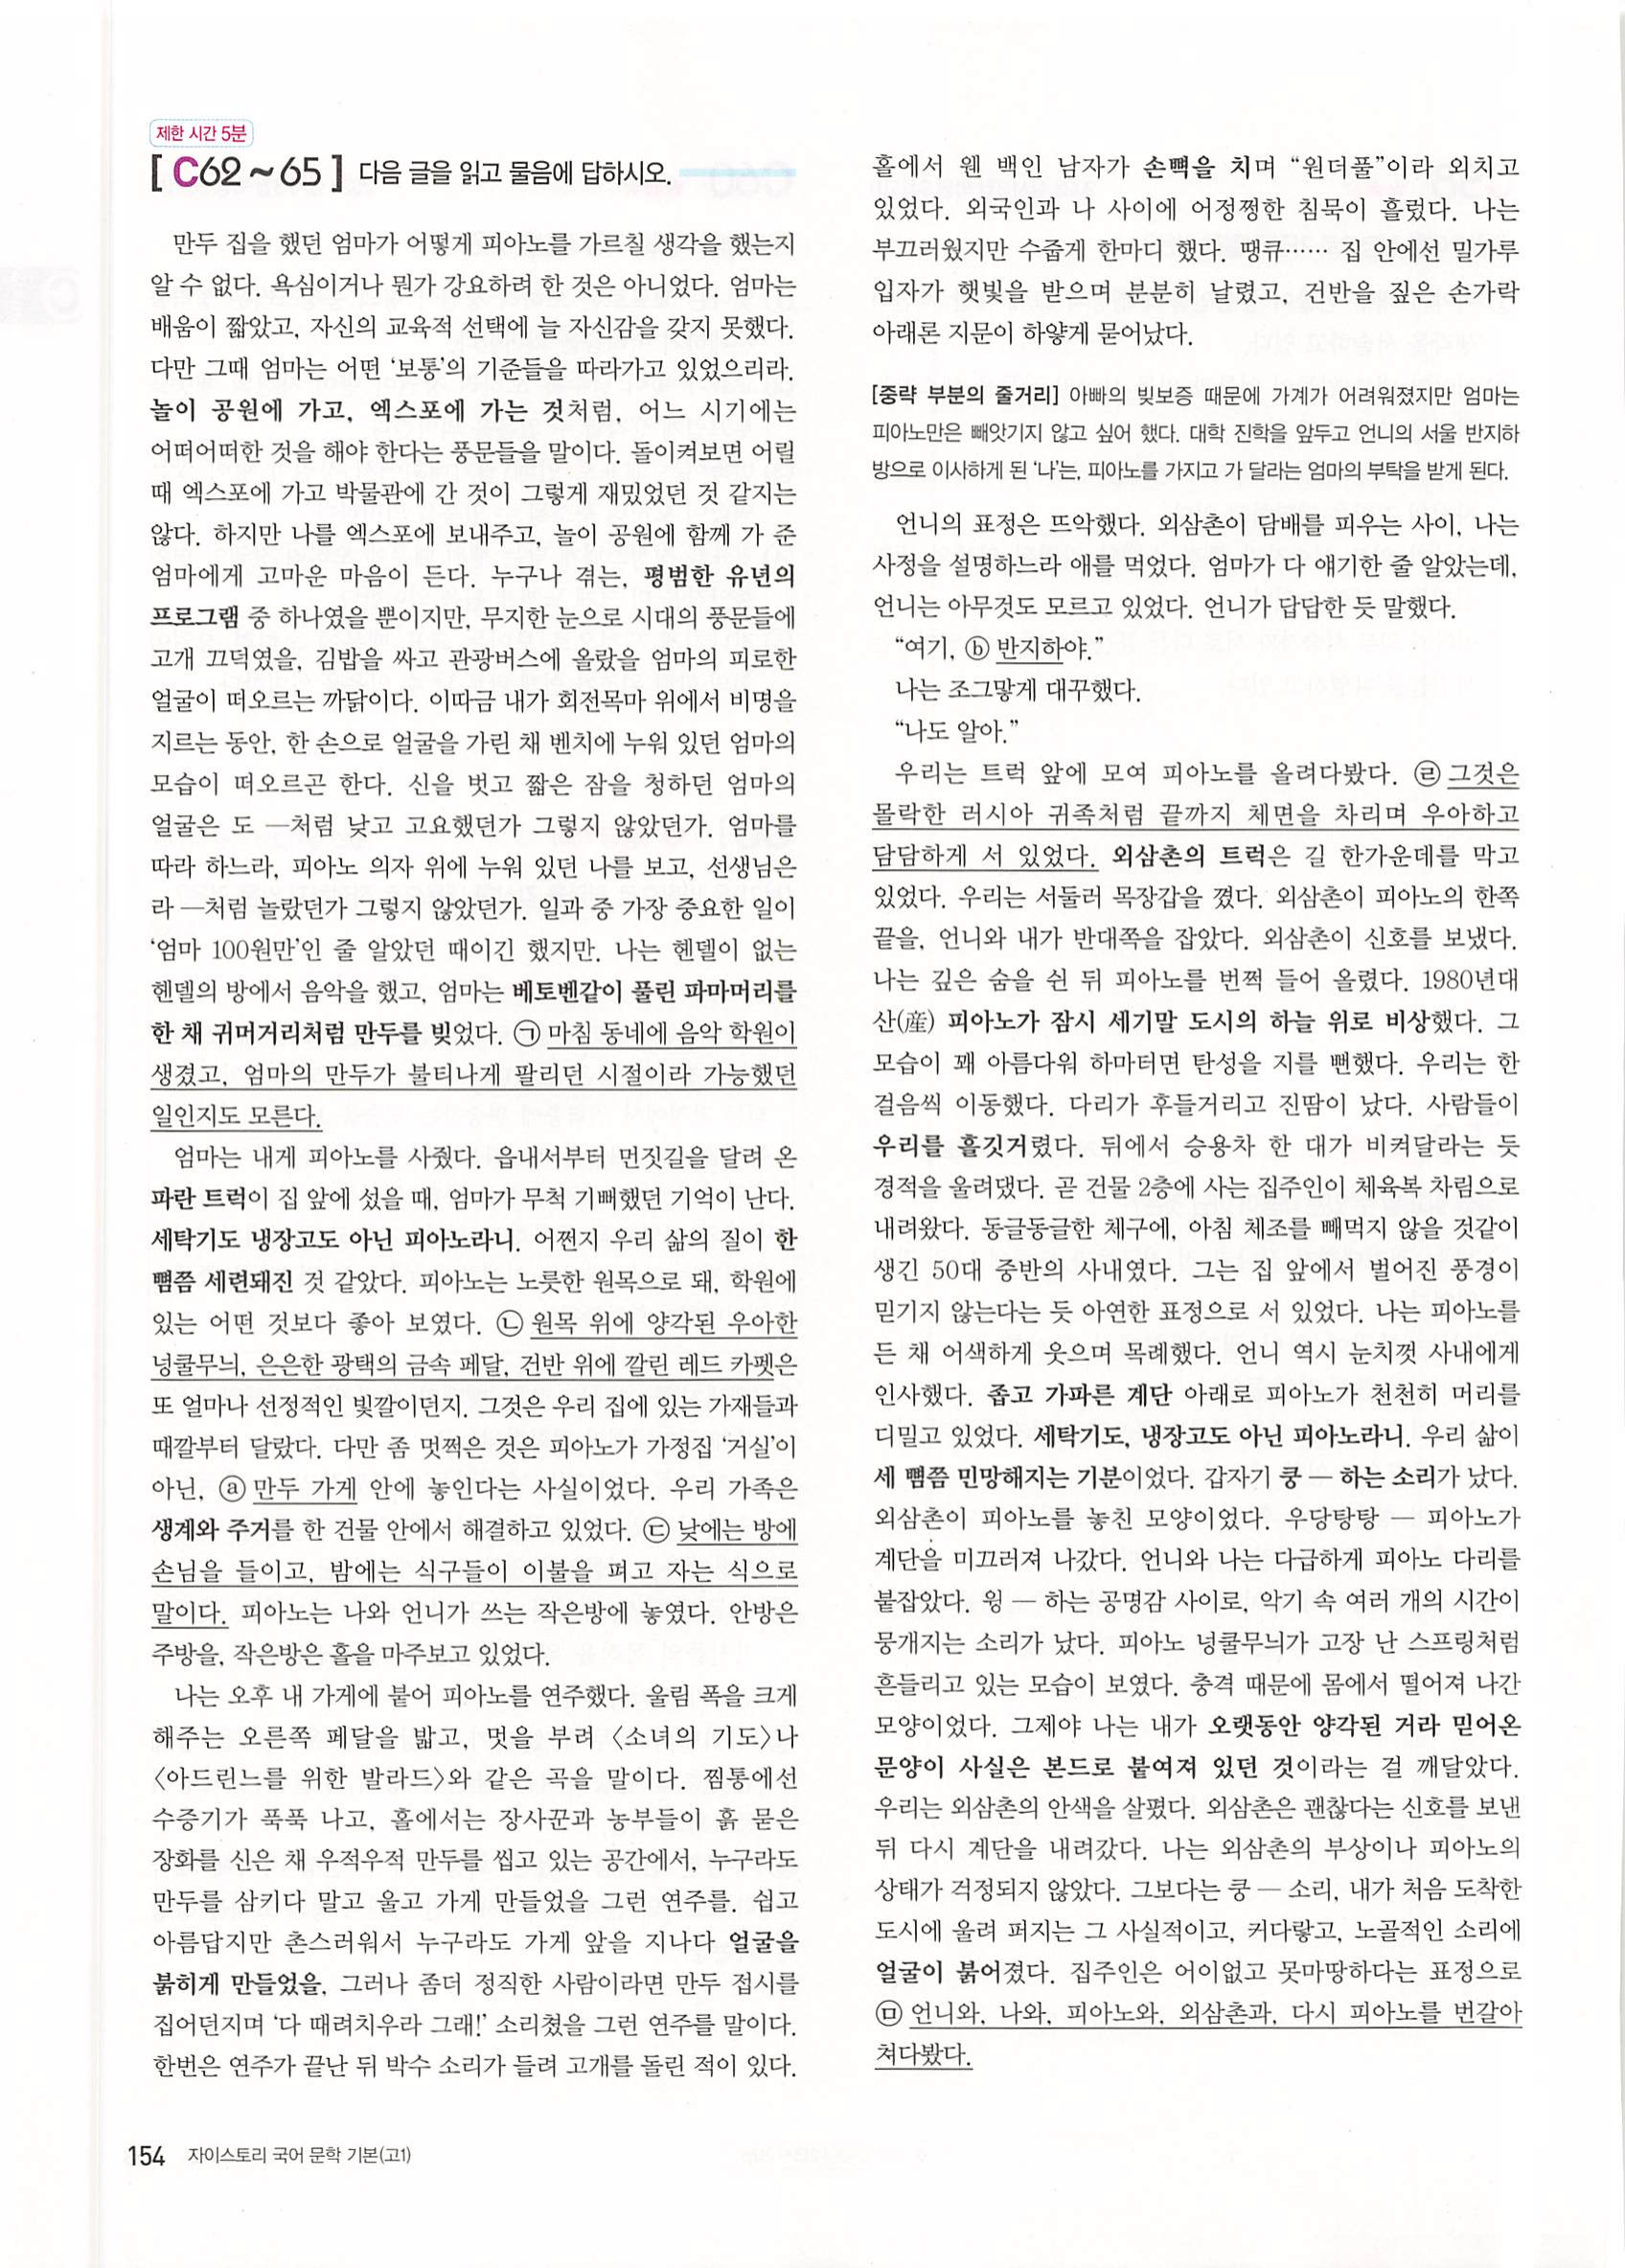 제한 시간 5분
[ C62 ~ 65 ] 다음 글을 읽고 물음에 답하시오.
만두 집을 했던 엄마가 어떻게 피아노를 가르칠 생각을 했는지
알 수 없다. 욕심이거나 뭔가 강요하려 한 것은 아니었다. 엄마는
배움이 짧았고, 자신의 교육적 선택에 늘 자신감을 갖지 못했다.
다만 그때 엄마는 어떤 ‘보통’의 기준들을 따라가고 있었으리라.
놀이 공원에 가고, 엑스포에 가는 것처럼, 어느 시기에는
어떠어떠한 것을 해야 한다는 풍문들을 말이다. 돌이켜보면 어릴
때 엑스포에 가고 박물관에 간 것이 그렇게 재밌었던 것 같지는
않다. 하지만 나를 엑스포에 보내주고, 놀이 공원에 함께 가 준
엄마에게 고마운 마음이 든다. 누구나 겪는, 평범한 유년의
프로그램 중 하나였을 뿐이지만, 무지한 눈으로 시대의 풍문들에
고개 끄덕였을, 김밥을 싸고 관광버스에 올랐을 엄마의 피로한
얼굴이 떠오르는 까닭이다. 이따금 내가 회전목마 위에서 비명을
지르는 동안, 한 손으로 얼굴을 가린 채 벤치에 누워 있던 엄마의
모습이 떠오르곤 한다. 신을 벗고 짧은 잠을 청하던 엄마의
얼굴은 도 ―처럼 낮고 고요했던가 그렇지 않았던가. 엄마를
따라 하느라, 피아노 의자 위에 누워 있던 나를 보고, 선생님은
라 ―처럼 놀랐던가 그렇지 않았던가. 일과 중 가장 중요한 일이
‘엄마 100원만’인 줄 알았던 때이긴 했지만. 나는 헨델이 없는
헨델의 방에서 음악을 했고, 엄마는 베토벤같이 풀린 파마머리를
한 채 귀머거리처럼 만두를 빚었다. ㉠ 마침 동네에 음악 학원이
생겼고, 엄마의 만두가 불티나게 팔리던 시절이라 가능했던
일인지도 모른다.
엄마는 내게 피아노를 사줬다. 읍내서부터 먼짓길을 달려 온
파란 트럭이 집 앞에 섰을 때, 엄마가 무척 기뻐했던 기억이 난다.
세탁기도 냉장고도 아닌 피아노라니. 어쩐지 우리 삶의 질이 한
뼘쯤 세련돼진 것 같았다. 피아노는 노릇한 원목으로 돼, 학원에
있는 어떤 것보다 좋아 보였다. ㉡ 원목 위에 양각된 우아한
넝쿨무늬, 은은한 광택의 금속 페달, 건반 위에 깔린 레드 카펫은
또 얼마나 선정적인 빛깔이던지. 그것은 우리 집에 있는 가재들과
때깔부터 달랐다. 다만 좀 멋쩍은 것은 피아노가 가정집 ‘거실’이
아닌, ⓐ 만두 가게 안에 놓인다는 사실이었다. 우리 가족은
생계와 주거를 한 건물 안에서 해결하고 있었다. ㉢ 낮에는 방에
손님을 들이고, 밤에는 식구들이 이불을 펴고 자는 식으로
말이다. 피아노는 나와 언니가 쓰는 작은방에 놓였다. 안방은
주방을, 작은방은 홀을 마주보고 있었다.
나는 오후 내 가게에 붙어 피아노를 연주했다. 울림 폭을 크게
해주는 오른쪽 페달을 밟고, 멋을 부려 〈소녀의 기도〉나
〈아드린느를 위한 발라드〉와 같은 곡을 말이다. 찜통에선
수증기가 푹푹 나고, 홀에서는 장사꾼과 농부들이 흙 묻은
장화를 신은 채 우적우적 만두를 씹고 있는 공간에서, 누구라도
만두를 삼키다 말고 울고 가게 만들었을 그런 연주를. 쉽고
아름답지만 촌스러워서 누구라도 가게 앞을 지나다 얼굴을
붉히게 만들었을, 그러나 좀더 정직한 사람이라면 만두 접시를
집어던지며 ‘다 때려치우라 그래!’ 소리쳤을 그런 연주를 말이다.
한번은 연주가 끝난 뒤 박수 소리가 들려 고개를 돌린 적이 있다.
홀에서 웬 백인 남자가 손뼉을 치며 “원더풀”이라 외치고
있었다. 외국인과 나 사이에 어정쩡한 침묵이 흘렀다. 나는
부끄러웠지만 수줍게 한마디 했다. 땡큐…… 집 안에선 밀가루
입자가 햇빛을 받으며 분분히 날렸고, 건반을 짚은 손가락
아래론 지문이 하얗게 묻어났다.
[중략 부분의 줄거리] 아빠의 빚보증 때문에 가계가 어려워졌지만 엄마는
피아노만은 빼앗기지 않고 싶어 했다. 대학 진학을 앞두고 언니의 서울 반지하
방으로 이사하게 된 ‘나’는, 피아노를 가지고 가 달라는 엄마의 부탁을 받게 된다.
언니의 표정은 뜨악했다. 외삼촌이 담배를 피우는 사이, 나는
사정을 설명하느라 애를 먹었다. 엄마가 다 얘기한 줄 알았는데,
언니는 아무것도 모르고 있었다. 언니가 답답한 듯 말했다.
“여기, ⓑ 반지하야.”
나는 조그맣게 대꾸했다.
“나도 알아.”
우리는 트럭 앞에 모여 피아노를 올려다봤다. ㉣ 그것은
몰락한 러시아 귀족처럼 끝까지 체면을 차리며 우아하고
담담하게 서 있었다. 외삼촌의 트럭은 길 한가운데를 막고
있었다. 우리는 서둘러 목장갑을 꼈다. 외삼촌이 피아노의 한쪽
끝을, 언니와 내가 반대쪽을 잡았다. 외삼촌이 신호를 보냈다.
나는 깊은 숨을 쉰 뒤 피아노를 번쩍 들어 올렸다. 1980년대
산(産) 피아노가 잠시 세기말 도시의 하늘 위로 비상했다. 그
모습이 꽤 아름다워 하마터면 탄성을 지를 뻔했다. 우리는 한
걸음씩 이동했다. 다리가 후들거리고 진땀이 났다. 사람들이
우리를 흘깃거렸다. 뒤에서 승용차 한 대가 비켜달라는 듯
경적을 울려댔다. 곧 건물 2층에 사는 집주인이 체육복 차림으로
내려왔다. 동글동글한 체구에, 아침 체조를 빼먹지 않을 것같이
생긴 50대 중반의 사내였다. 그는 집 앞에서 벌어진 풍경이
믿기지 않는다는 듯 아연한 표정으로 서 있었다. 나는 피아노를
든 채 어색하게 웃으며 목례했다. 언니 역시 눈치껏 사내에게
인사했다. 좁고 가파른 계단 아래로 피아노가 천천히 머리를
디밀고 있었다. 세탁기도, 냉장고도 아닌 피아노라니. 우리 삶이
세 뼘쯤 민망해지는 기분이었다. 갑자기 쿵 ― 하는 소리가 났다.
외삼촌이 피아노를 놓친 모양이었다. 우당탕탕 ― 피아노가
계단을 미끄러져 나갔다. 언니와 나는 다급하게 피아노 다리를
붙잡았다. 윙 ― 하는 공명감 사이로, 악기 속 여러 개의 시간이
뭉개지는 소리가 났다. 피아노 넝쿨무늬가 고장 난 스프링처럼
흔들리고 있는 모습이 보였다. 충격 때문에 몸에서 떨어져 나간
모양이었다. 그제야 나는 내가 오랫동안 양각된 거라 믿어온
문양이 사실은 본드로 붙여져 있던 것이라는 걸 깨달았다.
우리는 외삼촌의 안색을 살폈다. 외삼촌은 괜찮다는 신호를 보낸
뒤 다시 계단을 내려갔다. 나는 외삼촌의 부상이나 피아노의
상태가 걱정되지 않았다. 그보다는 쿵 ― 소리, 내가 처음 도착한
도시에 울려 퍼지는 그 사실적이고, 커다랗고, 노골적인 소리에
얼굴이 붉어졌다. 집주인은 어이없고 못마땅하다는 표정으로
㉤ 언니와, 나와, 피아노와, 외삼촌과, 다시 피아노를 번갈아
쳐다봤다.
154 자이스토리 국어 문학 기본(고1)